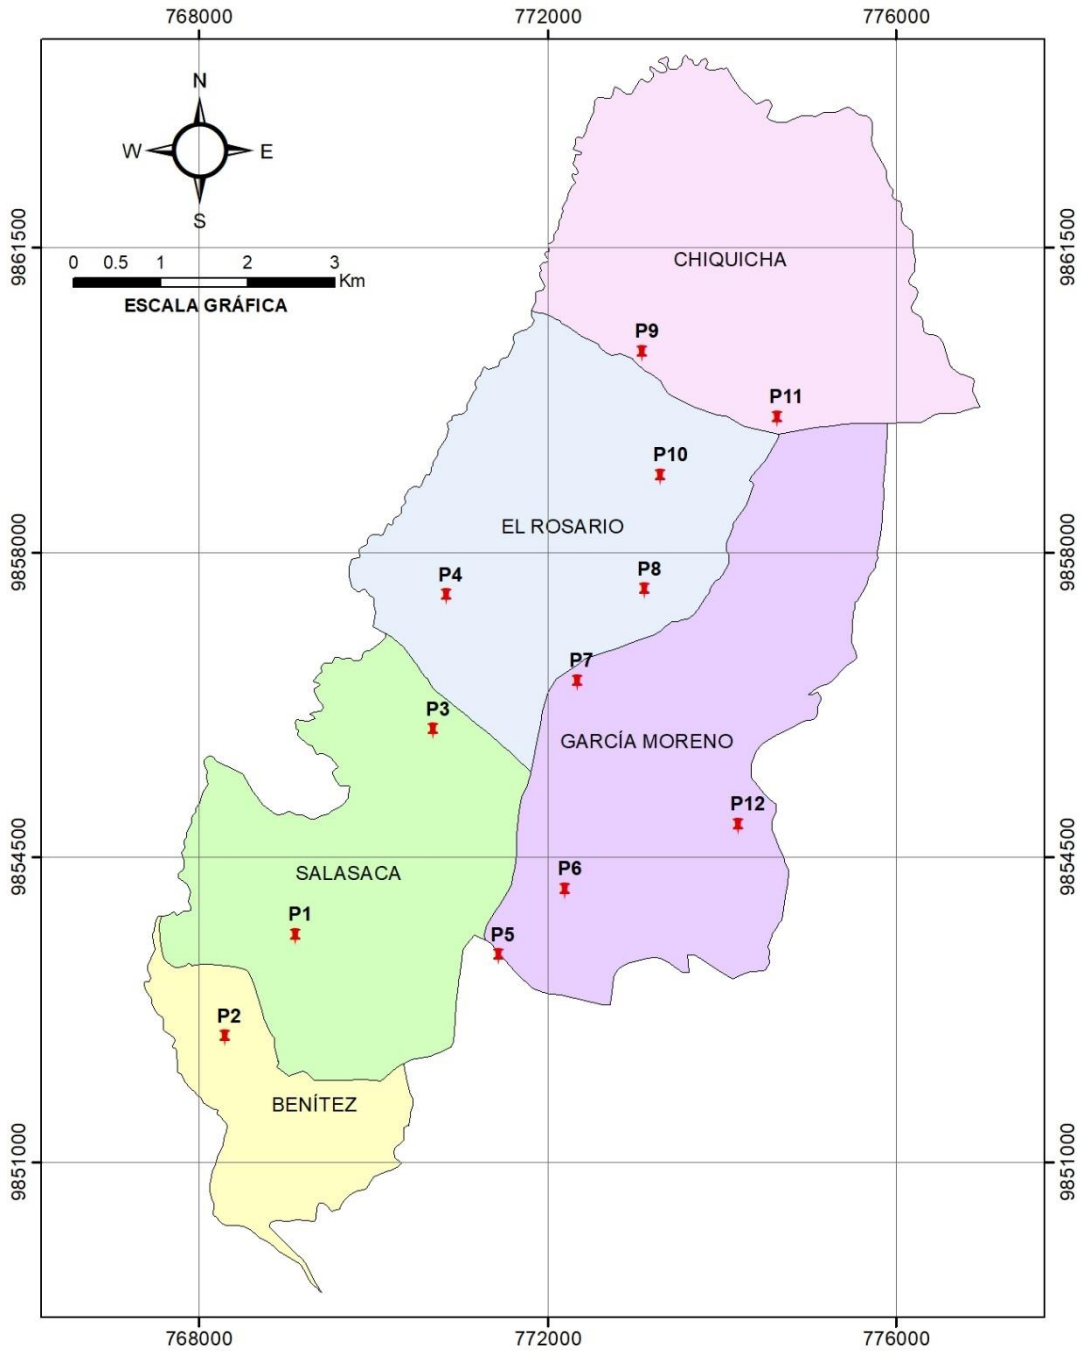 768000 772000 776000
N
W E
S
9861500 9861500
CHIQUICHA
0 0.5 1 2 3
Km
ESCALA GRÁFICA
P9
P11
P10
EL ROSARIO
9858000 9858000
P4
P8
P7
P3
GARCÍA MORENO
P12
9854500 9854500
SALASACA
P6
P1
P5
P2
BENÍTEZ
9851000 9851000
768000 772000 776000